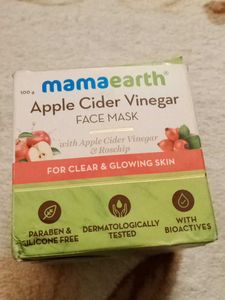 mamaearth®
100 g
Apple Cider Vinegar
FACE MASK
with Apple Cider Vinegar
& Rosehip
FOR CLEAR & GLOWING SKIN
PARABEN &
SILICONE FREE
DERMATOLOGICALLY
TESTED
WITH
BIOACTIVES